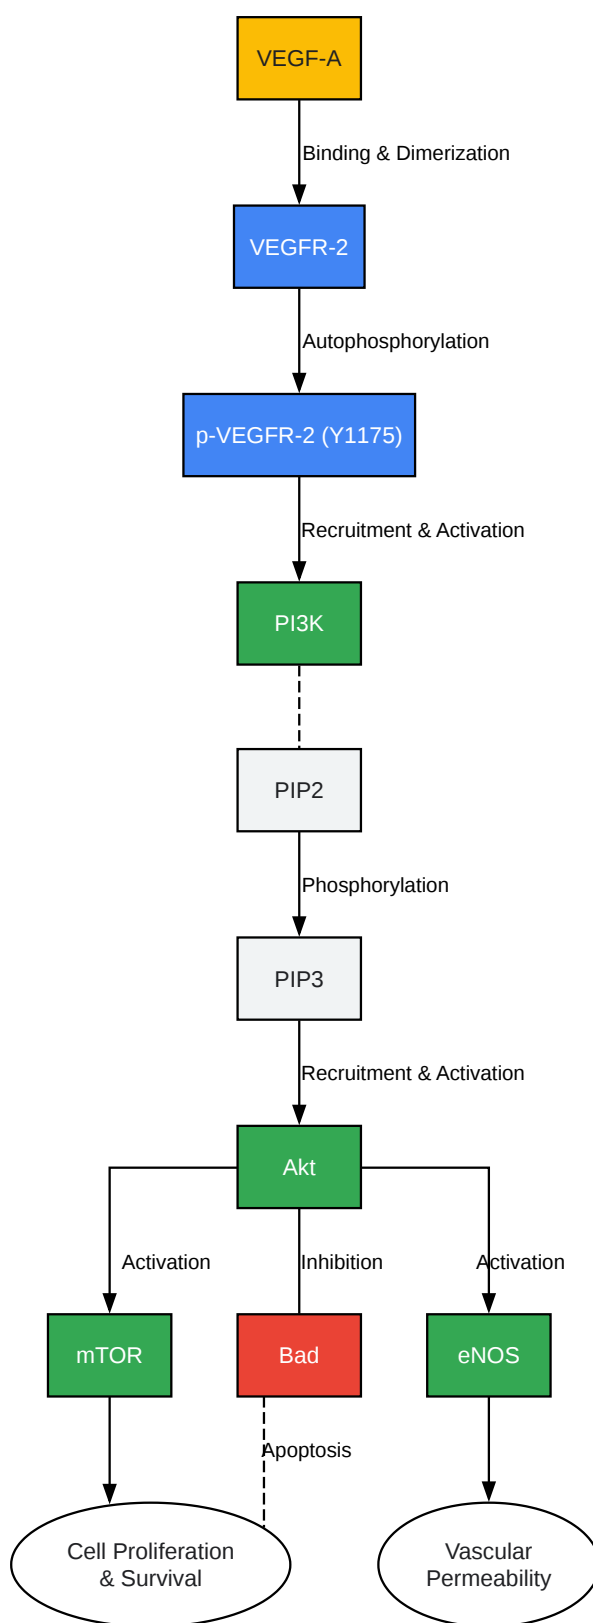 VEGF-A
Binding & Dimerization
VEGFR-2
Autophosphorylation
p-VEGFR-2 (Y1175)
Recruitment & Activation
PI3K
PIP2
Phosphorylation
PIP3
Recruitment & Activation
Akt
Activation
Inhibition
Activation
mTOR
Bad
eNOS
Apoptosis
Cell Proliferation
& Survival
Vascular
Permeability